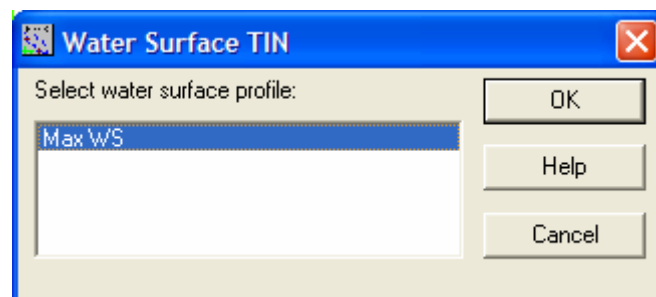 Water Surface TIN
Select water surface profile:
Max WS
OK
Help
Cancel